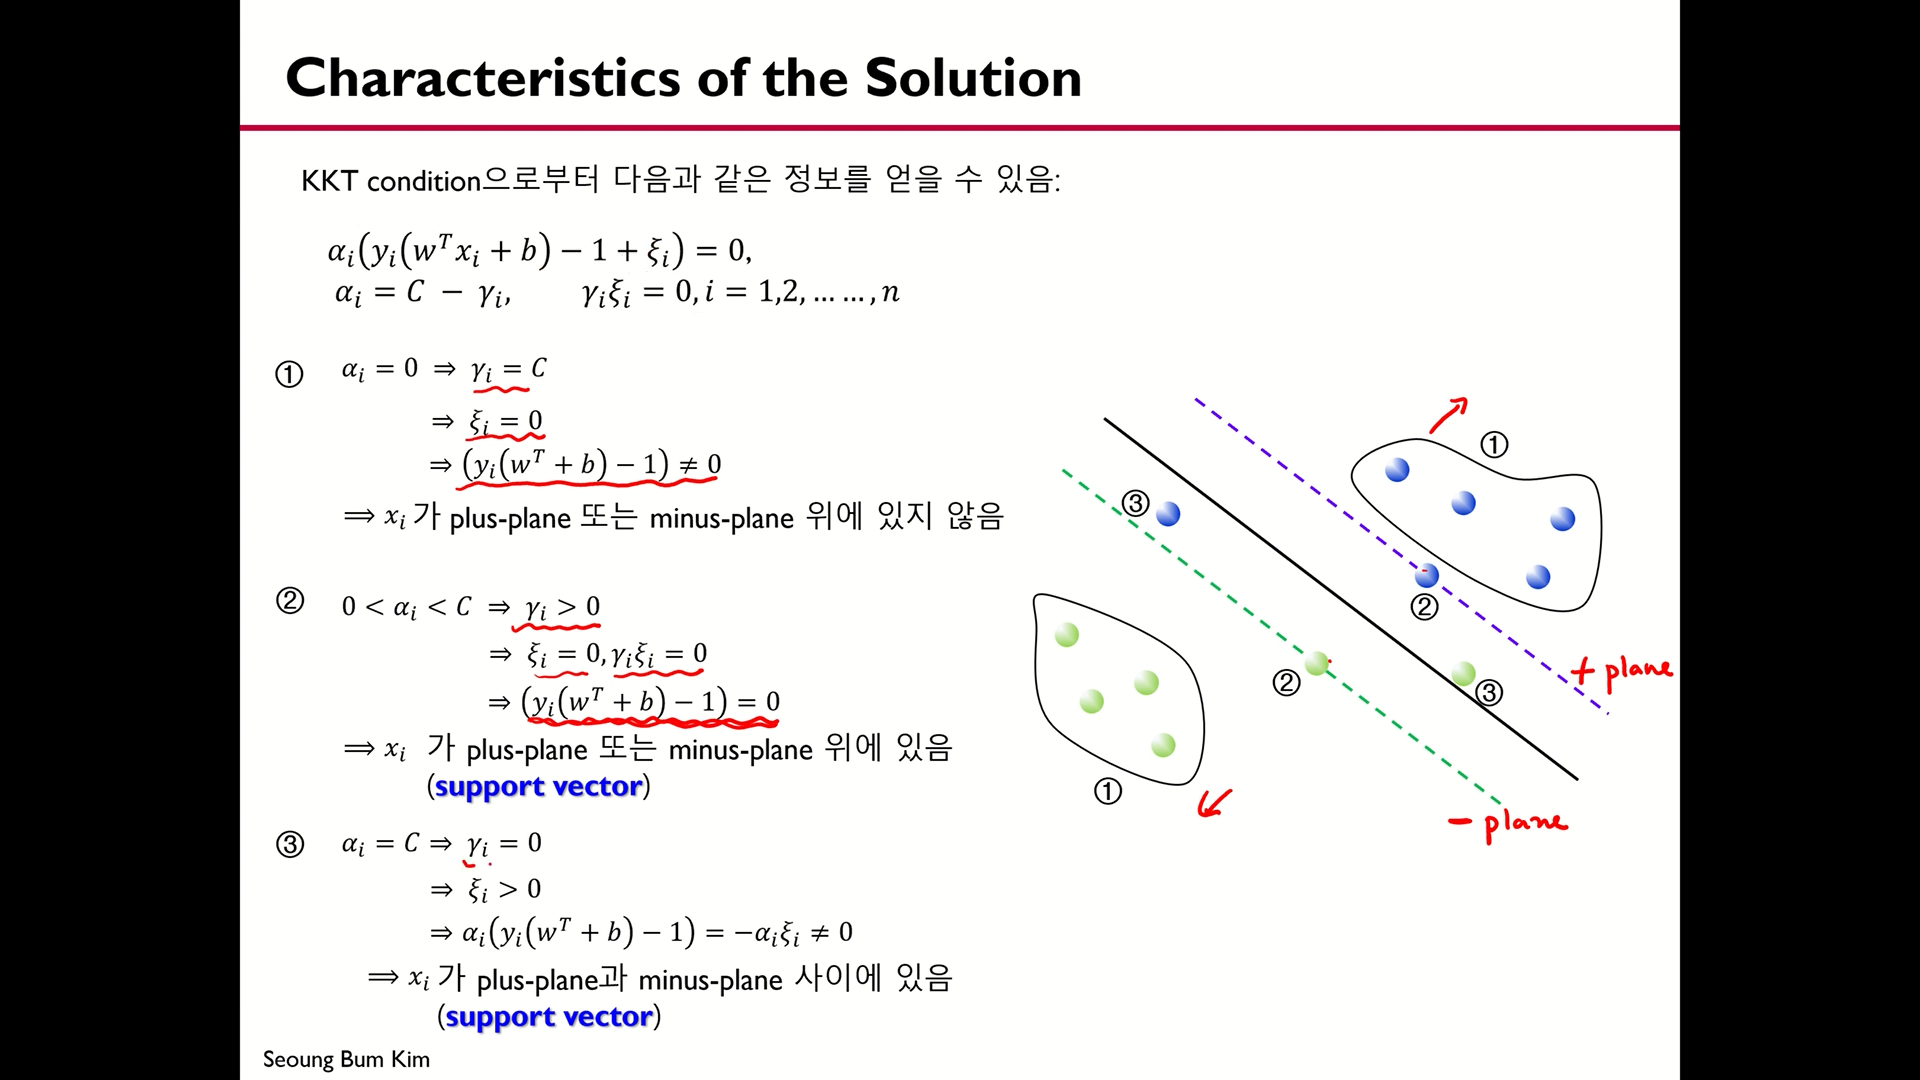 Characteristics of the Solution
KKT condition으로부터 다음과 같은 정보를 얻을 수 있음:
αᵢ(yᵢ(wᵀxᵢ + b) − 1 + ξᵢ) = 0,
αᵢ = C − γᵢ, γᵢξᵢ = 0, i = 1,2, … … , n
① αᵢ = 0 ⇒ γᵢ = C
⇒ ξᵢ = 0
⇒ (yᵢ(wᵀ + b) − 1) ≠ 0
⟹ xᵢ 가 plus-plane 또는 minus-plane 위에 있지 않음
② 0 < αᵢ < C ⇒ γᵢ > 0
⇒ ξᵢ = 0, γᵢξᵢ = 0
⇒ (yᵢ(wᵀ + b) − 1) = 0
⟹ xᵢ 가 plus-plane 또는 minus-plane 위에 있음
(support vector)
③ αᵢ = C ⇒ γᵢ = 0
⇒ ξᵢ > 0
⇒ αᵢ(yᵢ(wᵀ + b) − 1) = −αᵢξᵢ ≠ 0
⟹ xᵢ 가 plus-plane과 minus-plane 사이에 있음
(support vector)
①
③
②
+ plane
②
③
①
− plane
Seoung Bum Kim